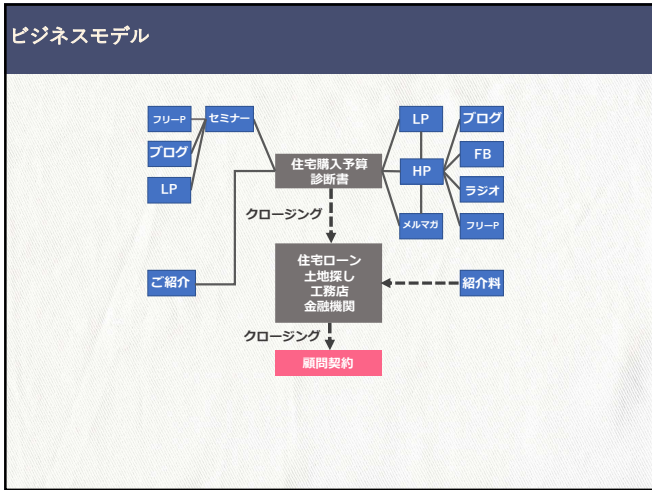 ビジネスモデル
フリーP
セミナー
ブログ
LP
ご紹介
住宅購入予算
診断書
クロージング
住宅ローン
土地探し
工務店
金融機関
クロージング
顧問契約
LP
HP
メルマガ
ブログ
FB
ラジオ
フリーP
紹介料